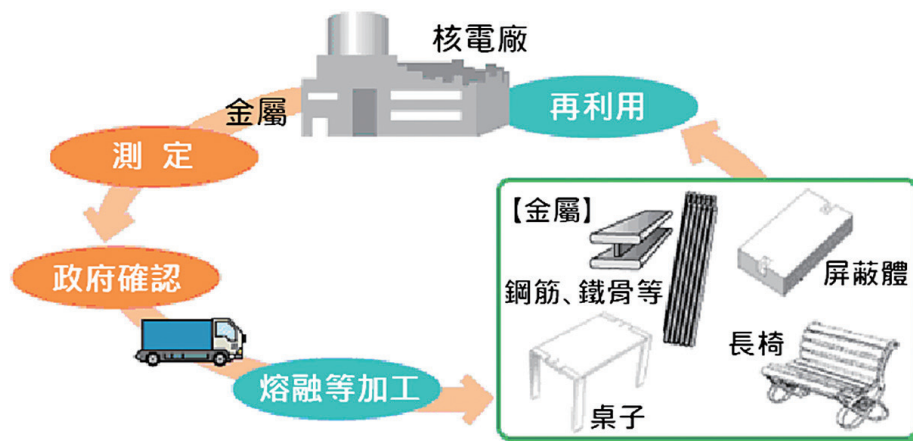 核電廠
金屬
再利用
測定
政府確認
熔融等加工
【金屬】
鋼筋、鐵骨等
屏蔽體
桌子
長椅